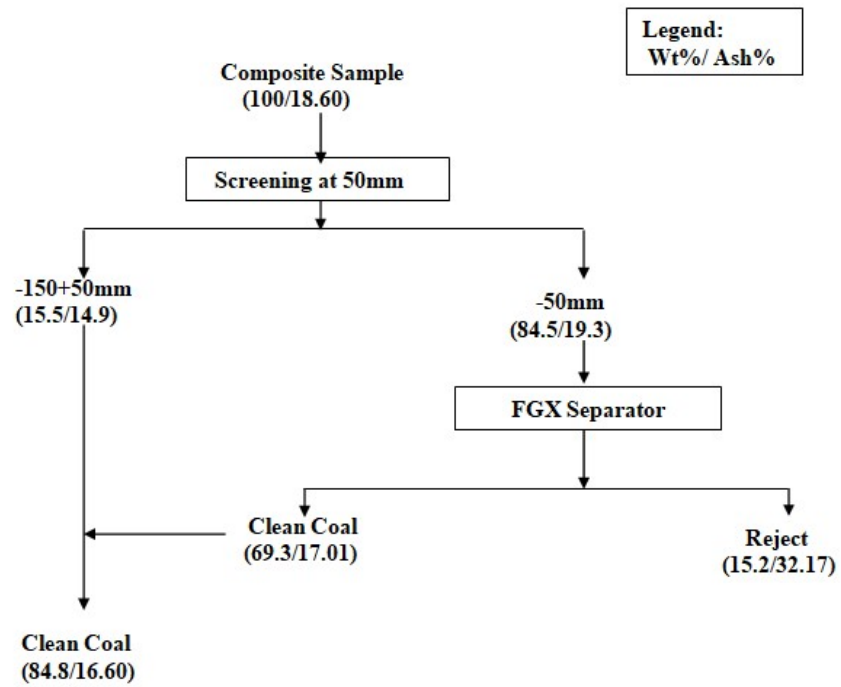 Legend:
Wt%/ Ash%
Composite Sample
(100/18.60)
Screening at 50mm
-150+50mm
(15.5/14.9)
-50mm
(84.5/19.3)
FGX Separator
Clean Coal
(69.3/17.01)
Reject
(15.2/32.17)
Clean Coal
(84.8/16.60)